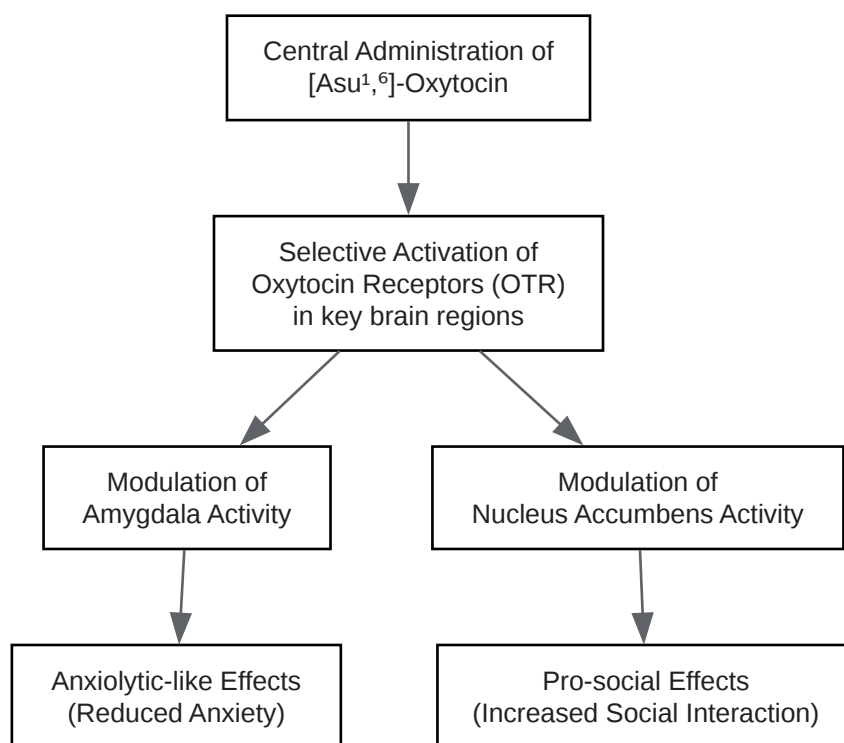 Central Administration of
[Asu¹,⁶]-Oxytocin
Selective Activation of
Oxytocin Receptors (OTR)
in key brain regions
Modulation of
Amygdala Activity
Modulation of
Nucleus Accumbens Activity
Anxiolytic-like Effects
(Reduced Anxiety)
Pro-social Effects
(Increased Social Interaction)